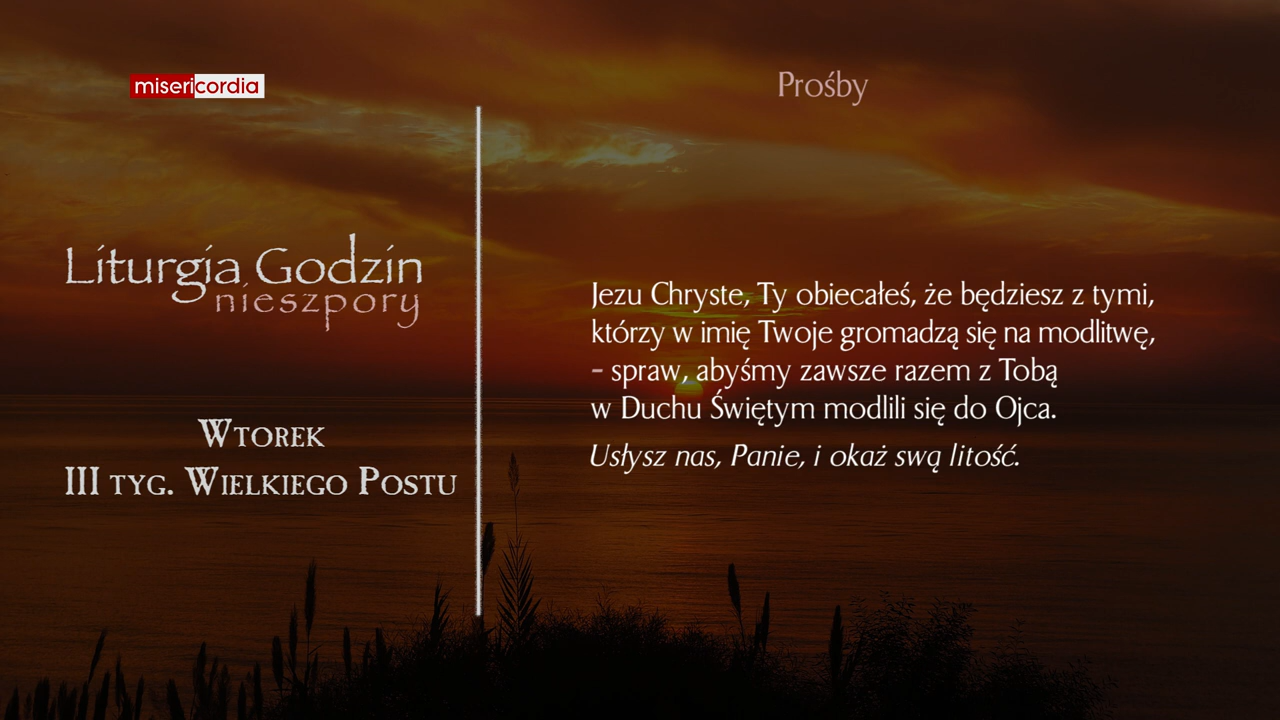 misericordia
Prośby
Liturgia Godzin
nieszpory
Wtorek
III tyg. Wielkiego Postu
Jezu Chryste, Ty obiecałeś, że będziesz z tymi,
którzy w imię Twoje gromadzą się na modlitwę,
- spraw, abyśmy zawsze razem z Tobą
w Duchu Świętym modlili się do Ojca.
Usłysz nas, Panie, i okaż swą litość.